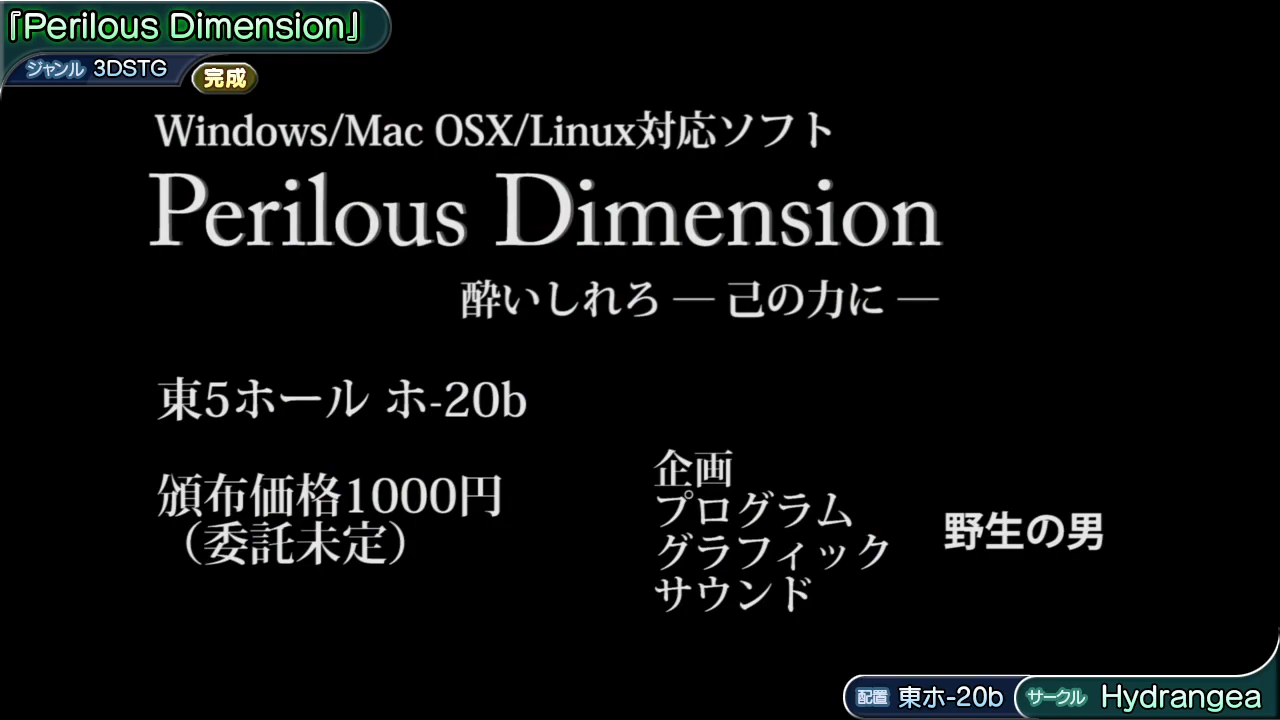 『Perilous Dimension』
ジャンル 3DSTG
完成
Windows/Mac OSX/Linux対応ソフト
Perilous Dimension
酔いしれろ ― 己の力に ―
東5ホール ホ-20b
頒布価格1000円
（委託未定）
企画
プログラム
グラフィック
サウンド
野生の男
配置 東ホ-20b
サークル Hydrangea